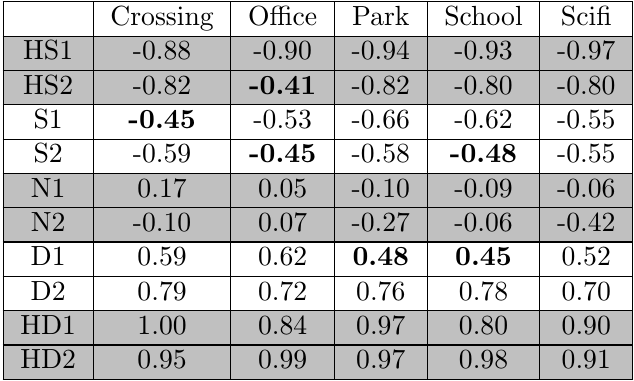 Crossing Office Park School Scifi
HS1 -0.88 -0.90 -0.94 -0.93 -0.97
HS2 -0.82 -0.41 -0.82 -0.80 -0.80
S1 -0.45 -0.53 -0.66 -0.62 -0.55
S2 -0.59 -0.45 -0.58 -0.48 -0.55
N1 0.17 0.05 -0.10 -0.09 -0.06
N2 -0.10 0.07 -0.27 -0.06 -0.42
D1 0.59 0.62 0.48 0.45 0.52
D2 0.79 0.72 0.76 0.78 0.70
HD1 1.00 0.84 0.97 0.80 0.90
HD2 0.95 0.99 0.97 0.98 0.91